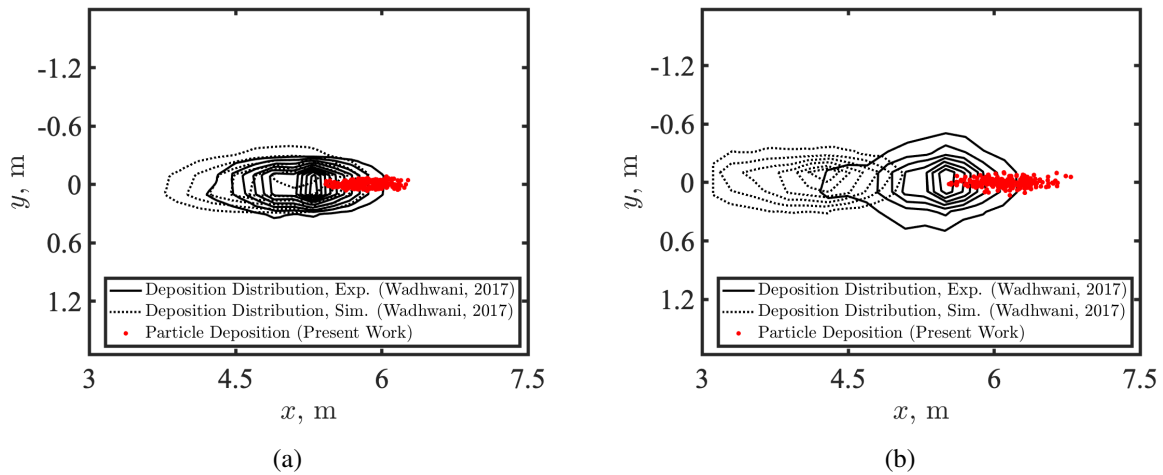 -1.2
-0.6
0
0.6
1.2
y, m
Deposition Distribution, Exp. (Wadhwani, 2017)
Deposition Distribution, Sim. (Wadhwani, 2017)
Particle Deposition (Present Work)
3 4.5 6 7.5
x, m
(a)
-1.2
-0.6
0
0.6
1.2
y, m
Deposition Distribution, Exp. (Wadhwani, 2017)
Deposition Distribution, Sim. (Wadhwani, 2017)
Particle Deposition (Present Work)
3 4.5 6 7.5
x, m
(b)